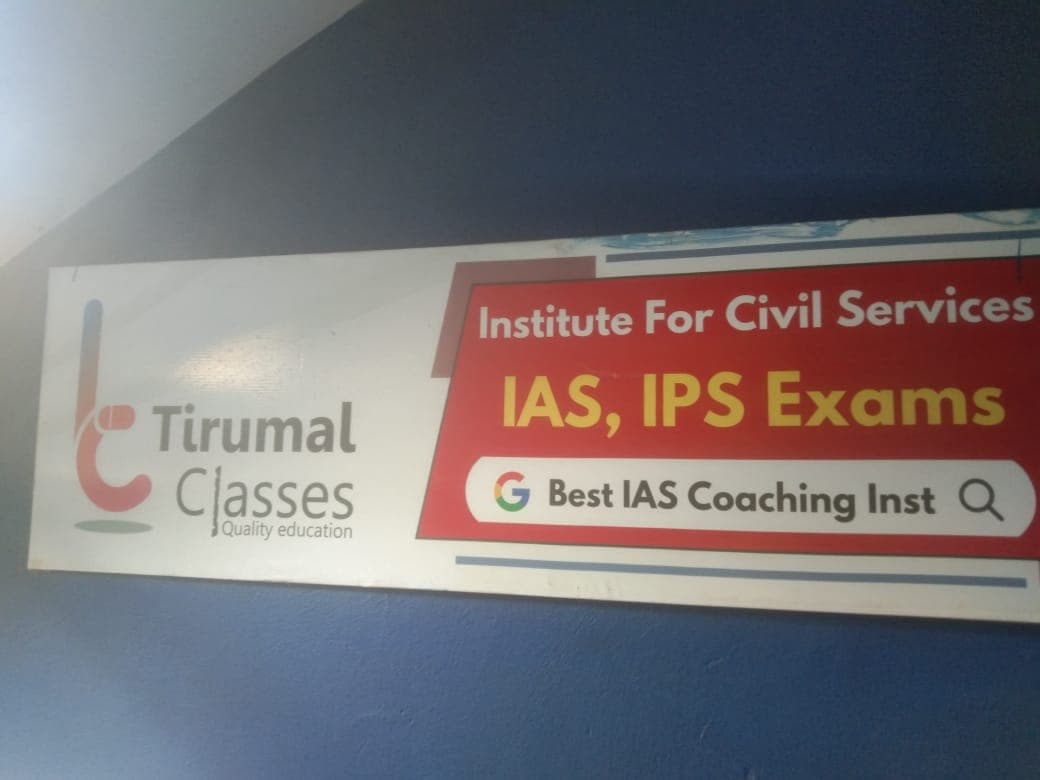 Tirumal
Classes
Quality education
Institute For Civil Services
IAS, IPS Exams
Best IAS Coaching Inst